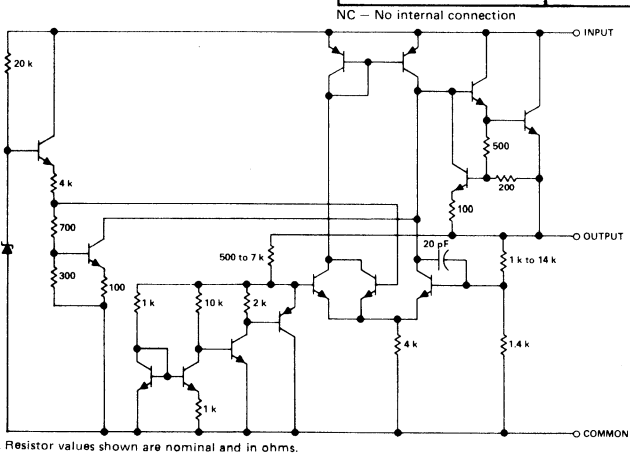 NC — No internal connection
INPUT
20 k
500
4 k
200
700
100
OUTPUT
20 pF
500 to 7 k
1 k to 14 k
300
100
1 k
10 k
2 k
4 k
1,4 k
1 k
COMMON
Resistor values shown are nominal and in ohms.